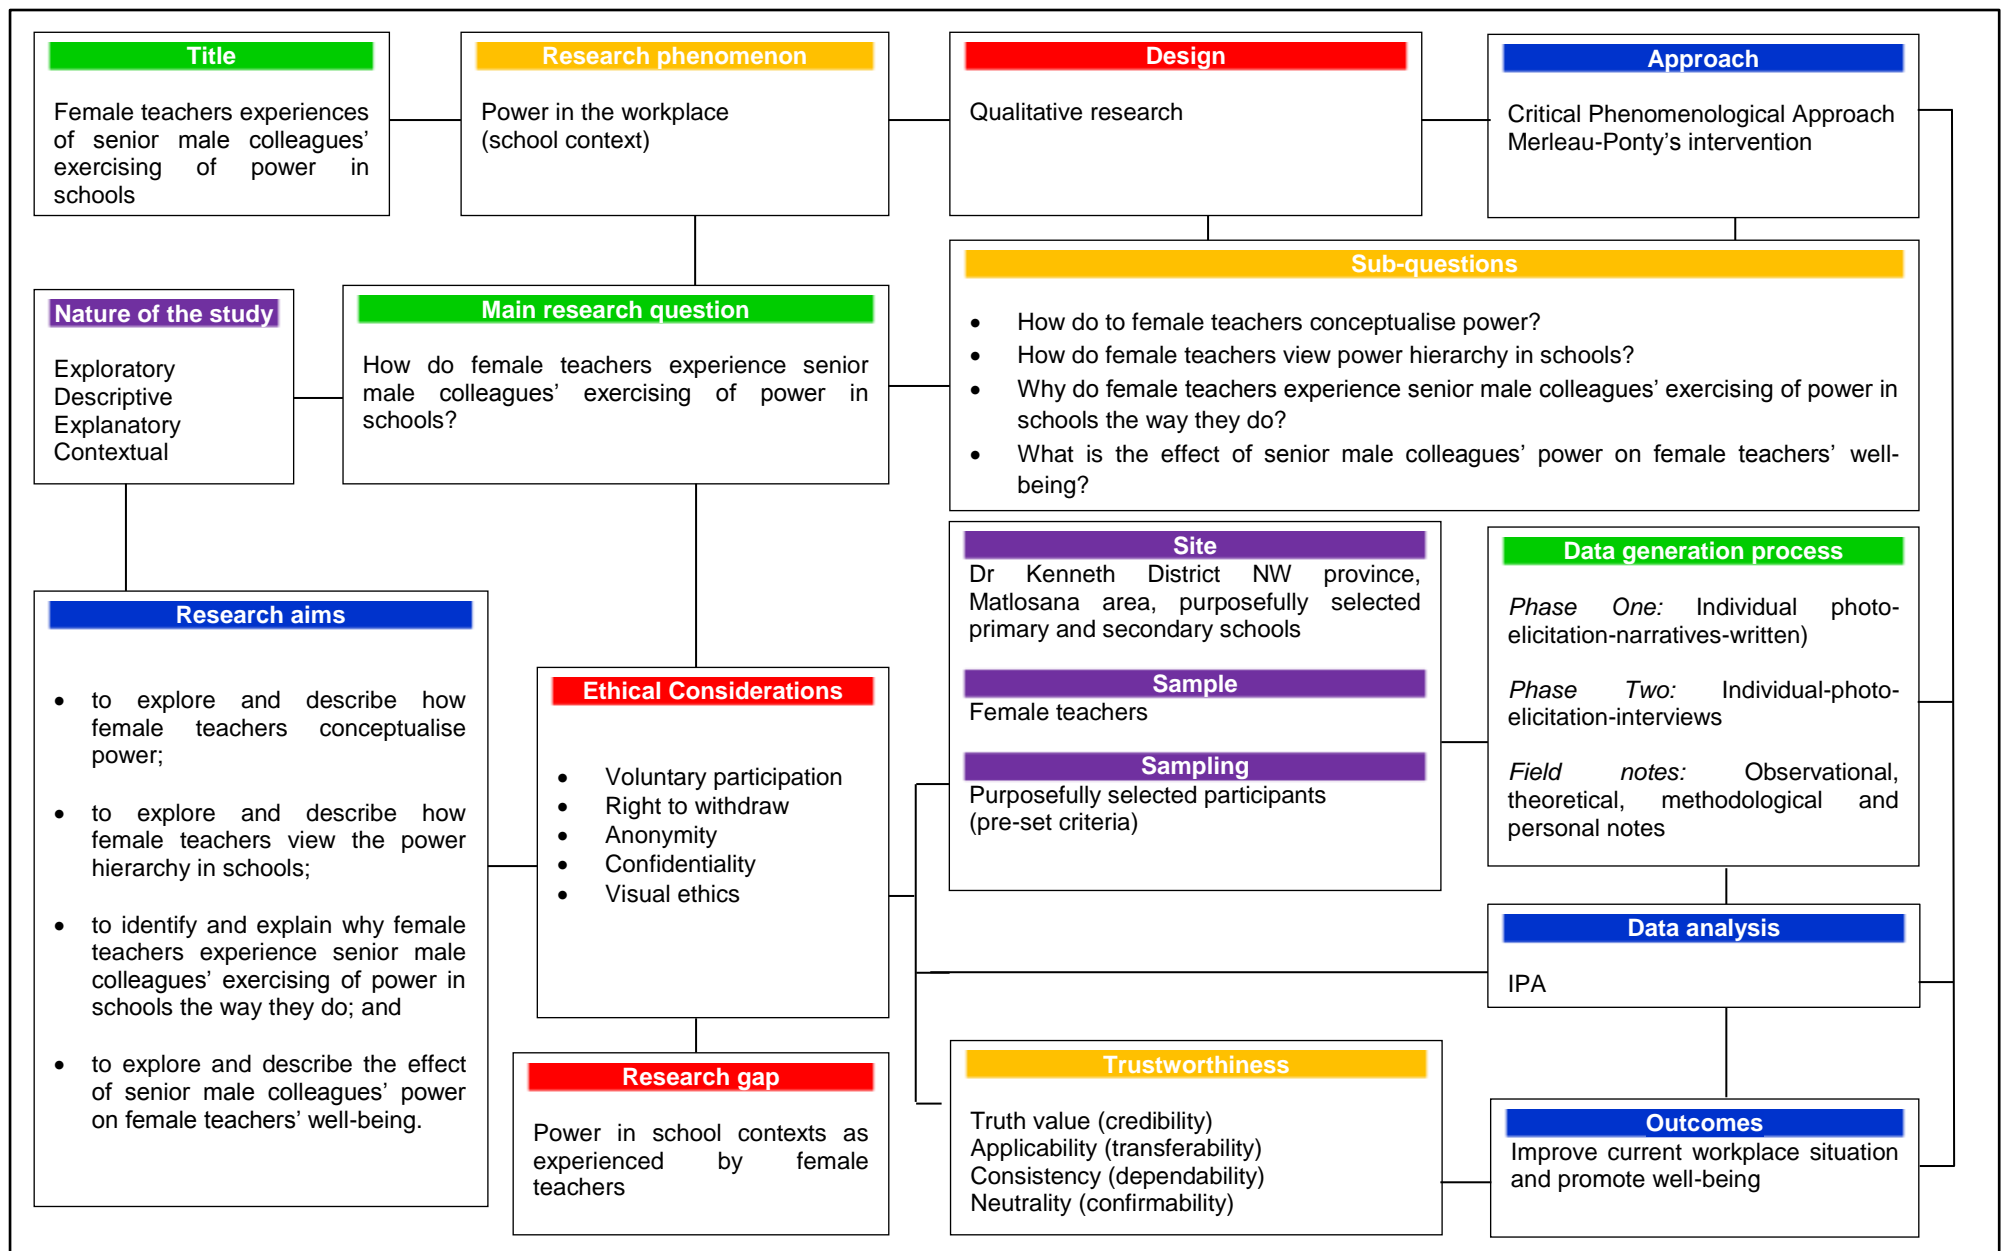 Title
Female teachers experiences
of senior male colleagues’
exercising of power in
schools
Research phenomenon
Power in the workplace
(school context)
Design
Qualitative research
Approach
Critical Phenomenological Approach
Merleau-Ponty’s intervention
Nature of the study
Exploratory
Descriptive
Explanatory
Contextual
Main research question
How do female teachers experience senior
male colleagues’ exercising of power in
schools?
Sub-questions
• How do to female teachers conceptualise power?
• How do female teachers view power hierarchy in schools?
• Why do female teachers experience senior male colleagues’ exercising of power in
schools the way they do?
• What is the effect of senior male colleagues’ power on female teachers’ well-
being?
Research aims
• to explore and describe how
female teachers conceptualise
power;
• to explore and describe how
female teachers view the power
hierarchy in schools;
• to identify and explain why female
teachers experience senior male
colleagues’ exercising of power in
schools the way they do; and
• to explore and describe the effect
of senior male colleagues’ power
on female teachers’ well-being.
Ethical Considerations
• Voluntary participation
• Right to withdraw
• Anonymity
• Confidentiality
• Visual ethics
Research gap
Power in school contexts as
experienced by female
teachers
Site
Dr Kenneth District NW province,
Matlosana area, purposefully selected
primary and secondary schools
Sample
Female teachers
Sampling
Purposefully selected participants
(pre-set criteria)
Data generation process
Phase One: Individual photo-
elicitation-narratives-written)
Phase Two: Individual-photo-
elicitation-interviews
Field notes: Observational,
theoretical, methodological and
personal notes
Data analysis
IPA
Trustworthiness
Truth value (credibility)
Applicability (transferability)
Consistency (dependability)
Neutrality (confirmability)
Outcomes
Improve current workplace situation
and promote well-being